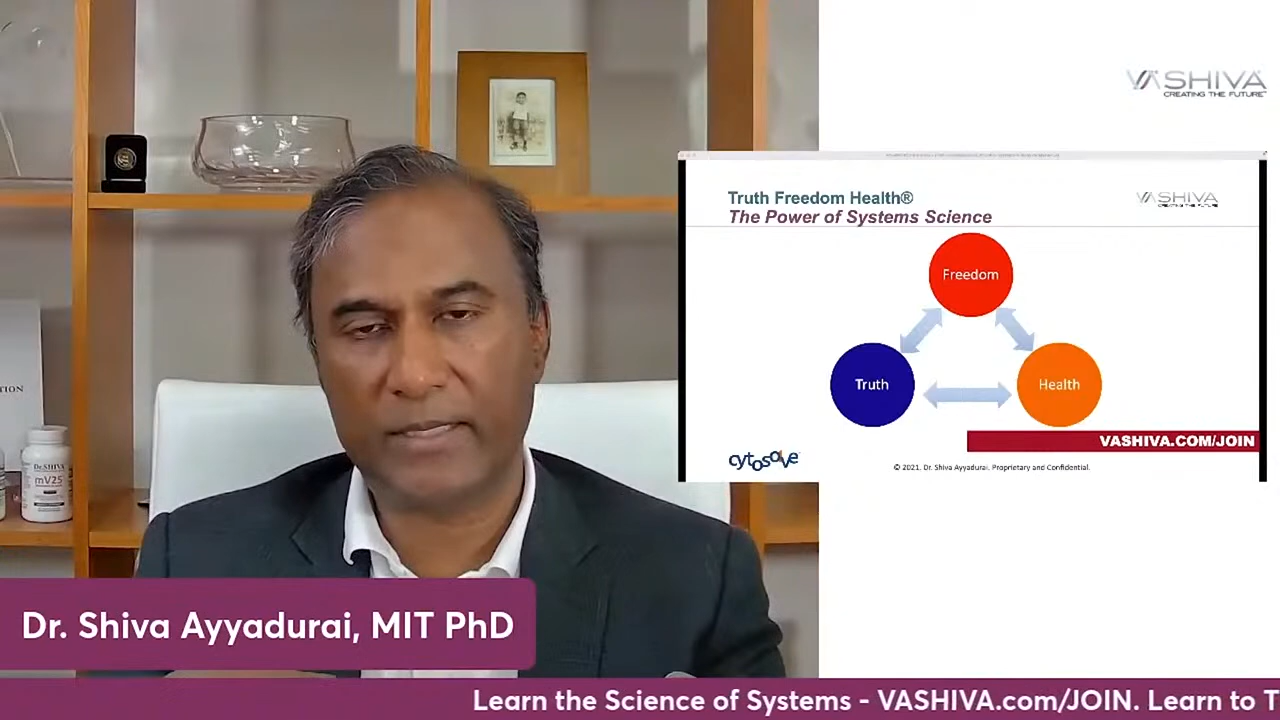 VASHIVA
CREATING THE FUTURE
Truth Freedom Health®
The Power of Systems Science
VASHIVA
Freedom
Truth
Health
VASHIVA.COM/JOIN
cytosolve
© 2021. Dr. Shiva Ayyadurai. Proprietary and Confidential.
TION
Dr.SHIVA
mV25
Dr. Shiva Ayyadurai, MIT PhD
Learn the Science of Systems - VASHIVA.com/JOIN. Learn to T